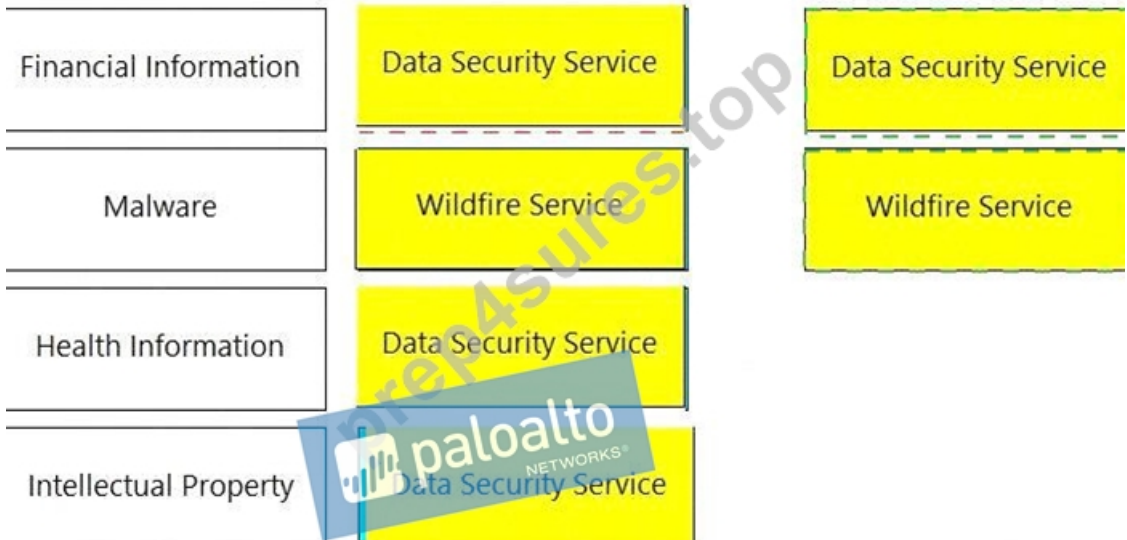 Financial Information
Data Security Service
Data Security Service
Malware
Wildfire Service
Wildfire Service
Health Information
Data Security Service
Intellectual Property
Data Security Service
prep4sures.top
paloalto
NETWORKS®